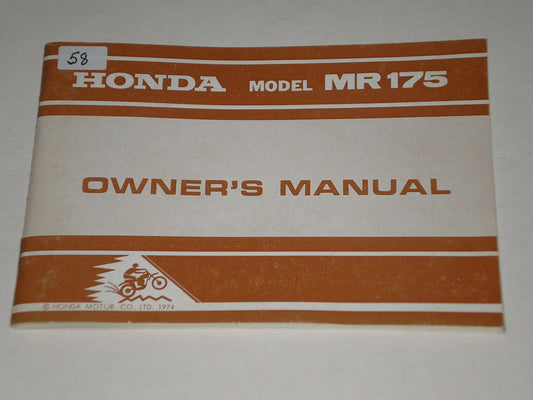 58
HONDA MODEL MR175
OWNER'S MANUAL
© HONDA MOTOR CO., LTD. 1974